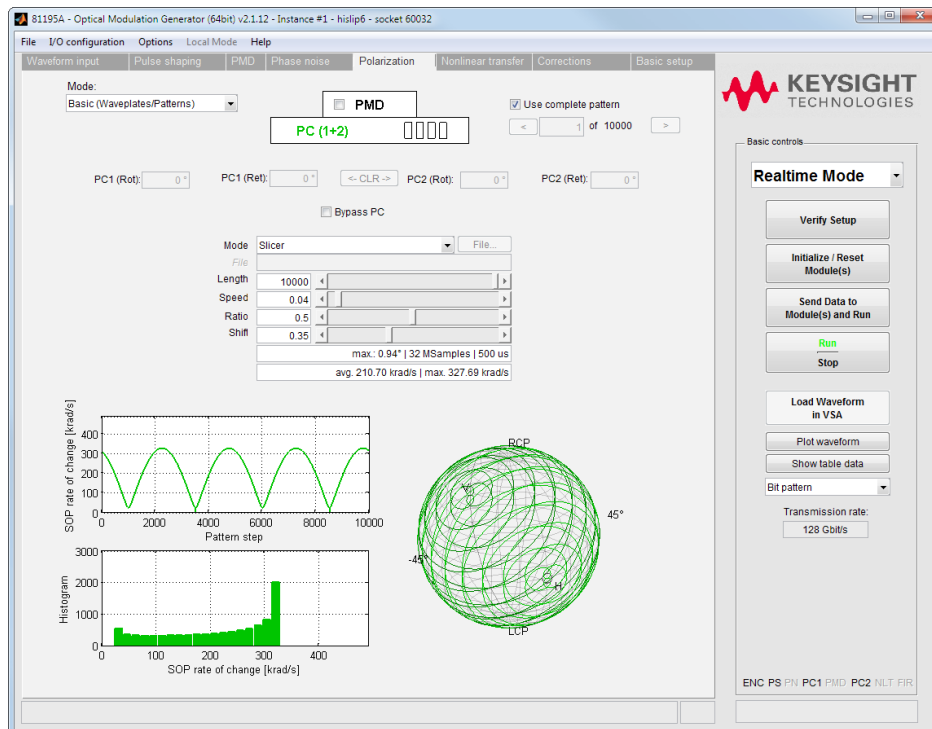 81195A - Optical Modulation Generator (64bit) v2.1.12 - Instance #1 - hislip6 - socket 60032
File I/O configuration Options Local Mode Help
Waveform input Pulse shaping PMD Phase noise Polarization Nonlinear transfer Corrections Basic setup
Mode:
Basic (Waveplates/Patterns)
PMD
PC (1+2)
Use complete pattern
< 1 of 10000 >
PC1 (Rot): 0 ° PC1 (Ret): 0 ° <- CLR -> PC2 (Rot): 0 ° PC2 (Ret): 0 °
Bypass PC
Mode Slicer File...
File
Length 10000
Speed 0.04
Ratio 0.5
Shift 0.35
max.: 0.94° | 32 MSamples | 500 us
avg. 210.70 krad/s | max. 327.69 krad/s
SOP rate of change [krad/s]
400
300
200
100
0
0 2000 4000 6000 8000 10000
Pattern step
Histogram
3000
2000
1000
0
0 100 200 300 400
SOP rate of change [krad/s]
RCP
V
45°
-45°
H
LCP
KEYSIGHT
TECHNOLOGIES
Basic controls
Realtime Mode
Verify Setup
Initialize / Reset
Module(s)
Send Data to
Module(s) and Run
Run
Stop
Load Waveform
in VSA
Plot waveform
Show table data
Bit pattern
Transmission rate:
128 Gbit/s
ENC PS PN PC1 PMD PC2 NLT FIR